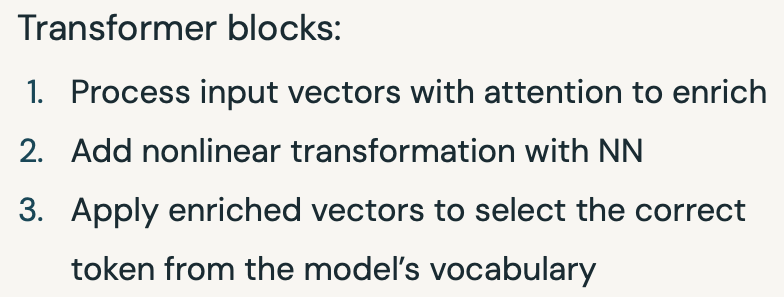 Transformer blocks:
1. Process input vectors with attention to enrich
2. Add nonlinear transformation with NN
3. Apply enriched vectors to select the correct
token from the model’s vocabulary